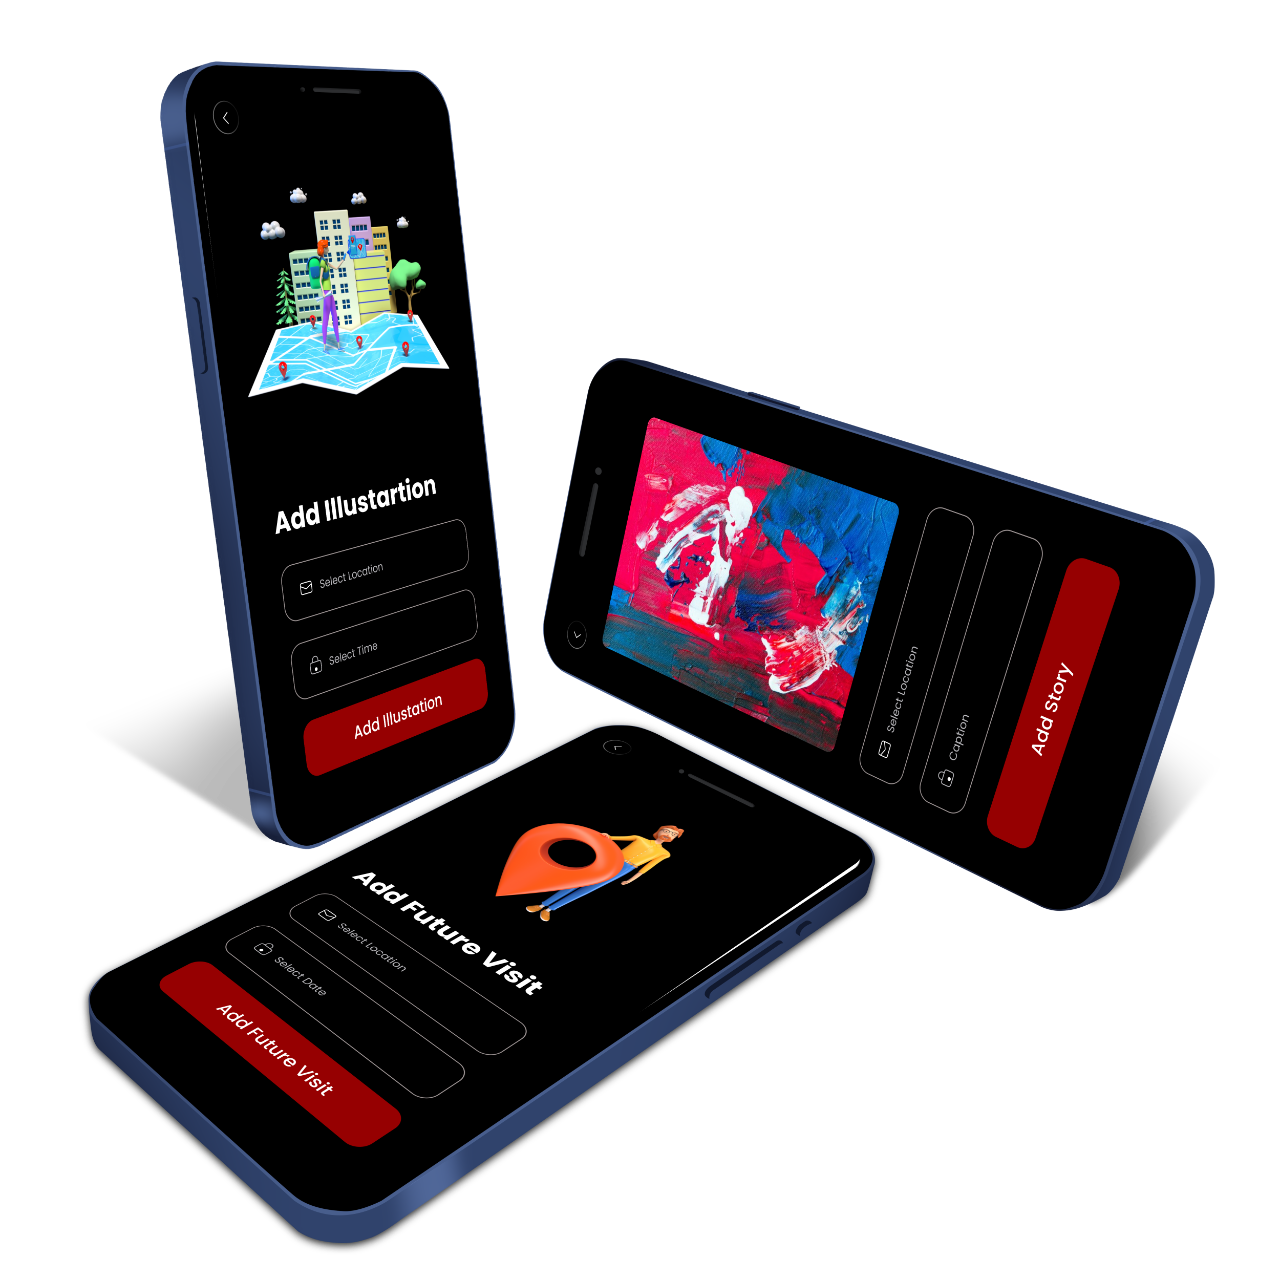 Add Illustartion
Select Location
Select Time
Add Illustation
Select Location
Caption
Add Story
Add Future Visit
Select Location
Select Date
Add Future Visit